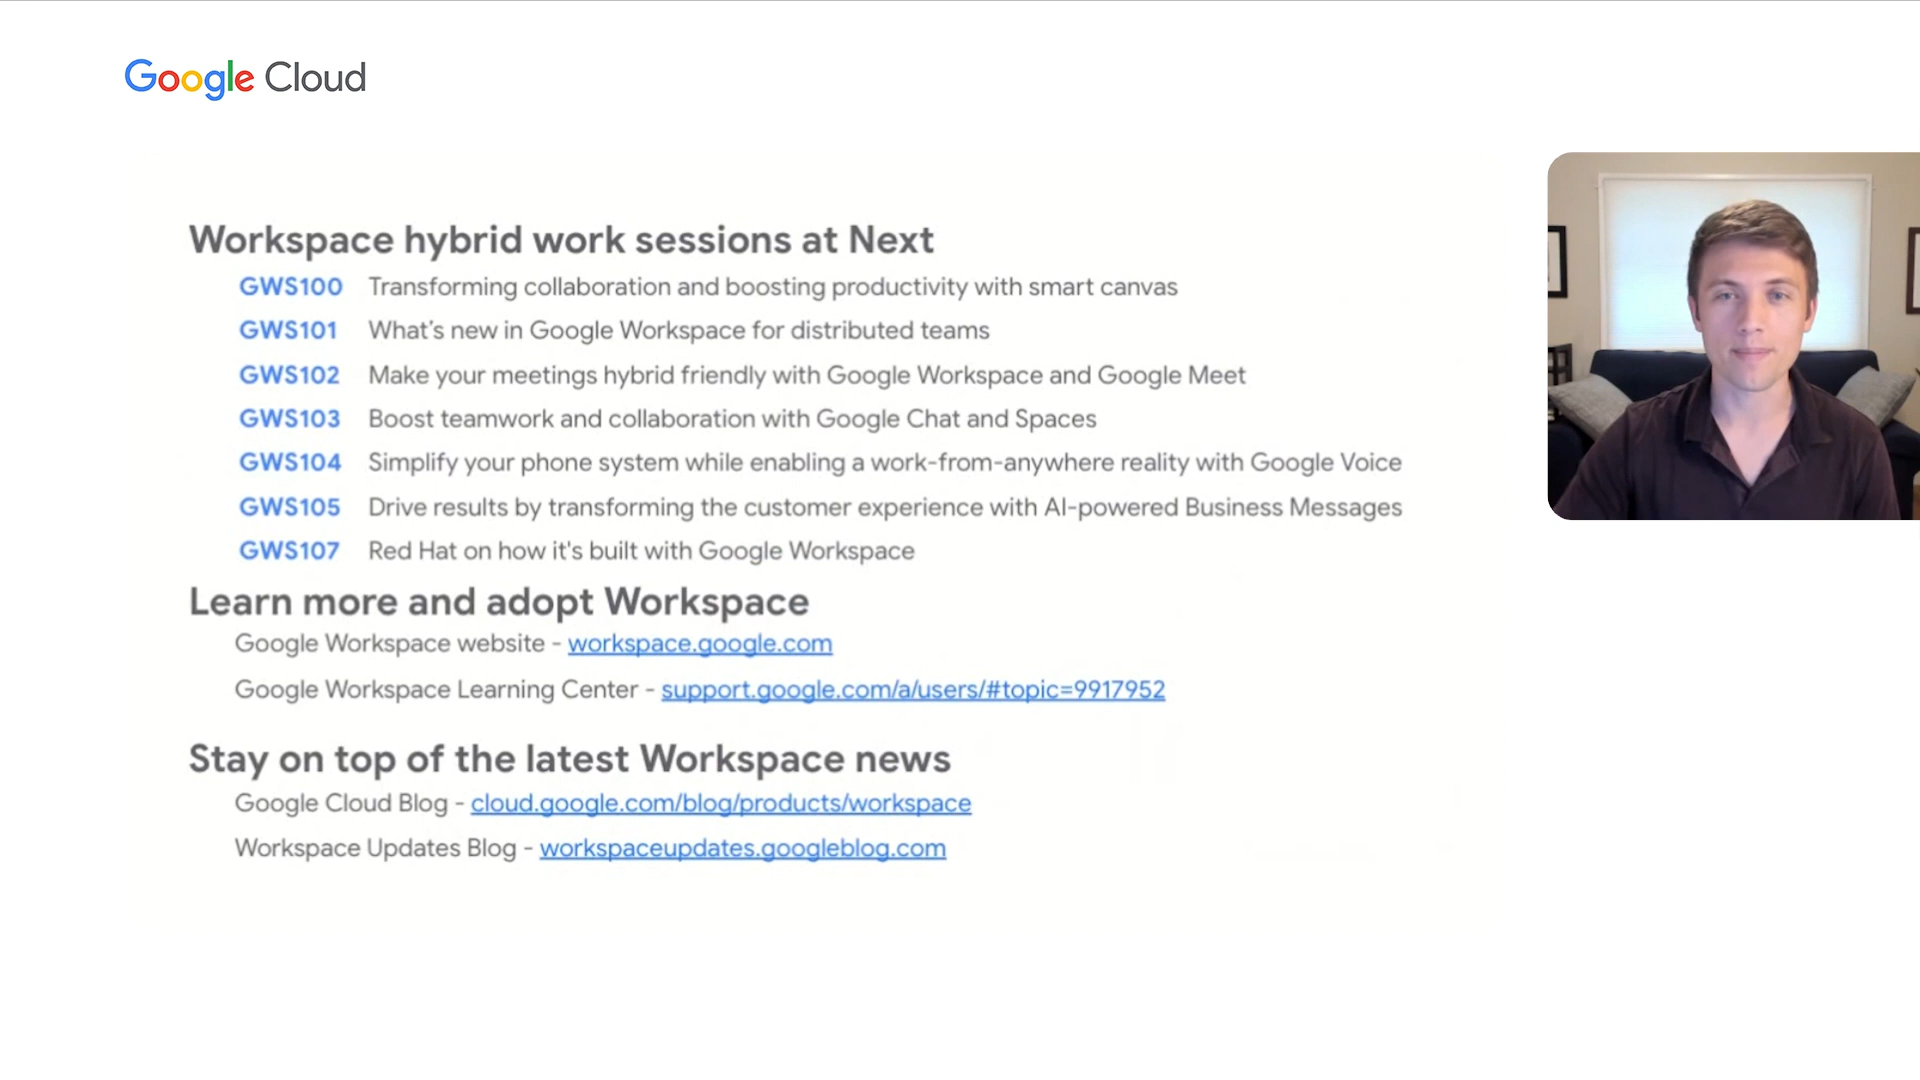 Google Cloud
Workspace hybrid work sessions at Next
GWS100 Transforming collaboration and boosting productivity with smart canvas
GWS101 What's new in Google Workspace for distributed teams
GWS102 Make your meetings hybrid friendly with Google Workspace and Google Meet
GWS103 Boost teamwork and collaboration with Google Chat and Spaces
GWS104 Simplify your phone system while enabling a work-from-anywhere reality with Google Voice
GWS105 Drive results by transforming the customer experience with AI-powered Business Messages
GWS107 Red Hat on how it's built with Google Workspace
Learn more and adopt Workspace
Google Workspace website - workspace.google.com
Google Workspace Learning Center - support.google.com/a/users/#topic=9917952
Stay on top of the latest Workspace news
Google Cloud Blog - cloud.google.com/blog/products/workspace
Workspace Updates Blog - workspaceupdates.googleblog.com